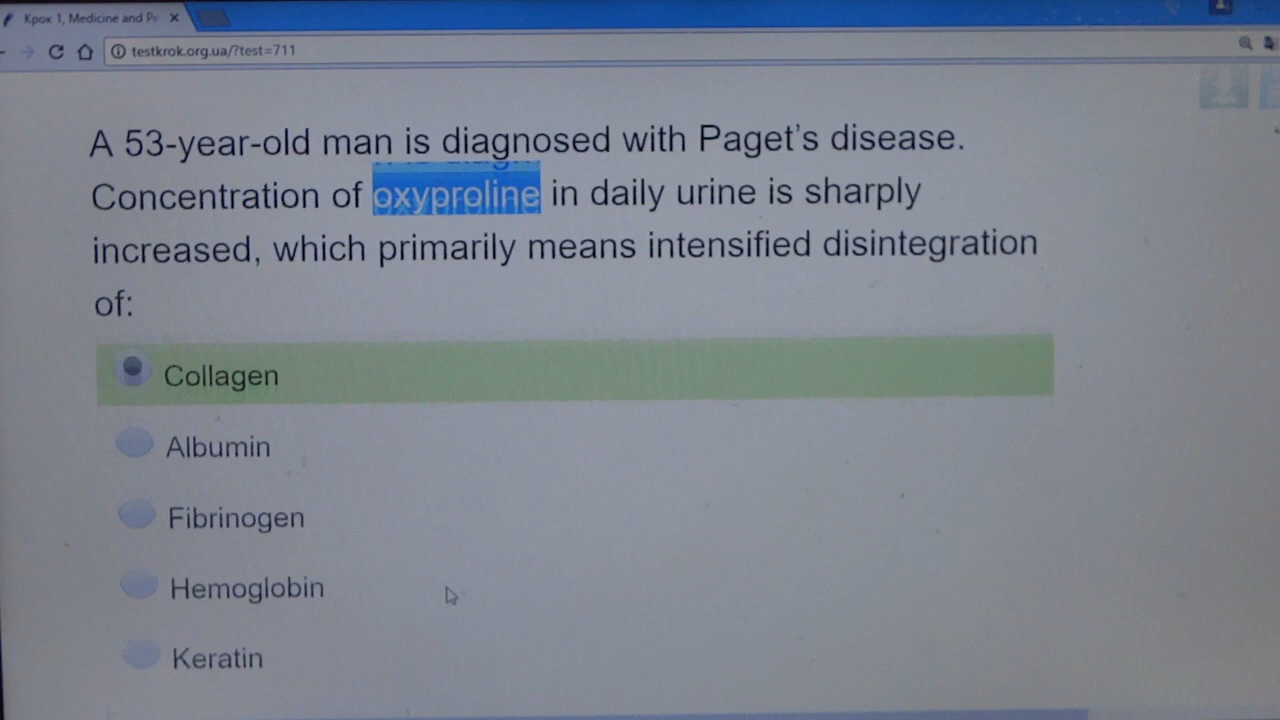 Крок 1, Medicine and Pr
testkrok.org.ua/?test=711
A 53-year-old man is diagnosed with Paget's disease.
Concentration of oxyproline in daily urine is sharply
increased, which primarily means intensified disintegration
of:
Collagen
Albumin
Fibrinogen
Hemoglobin
Keratin